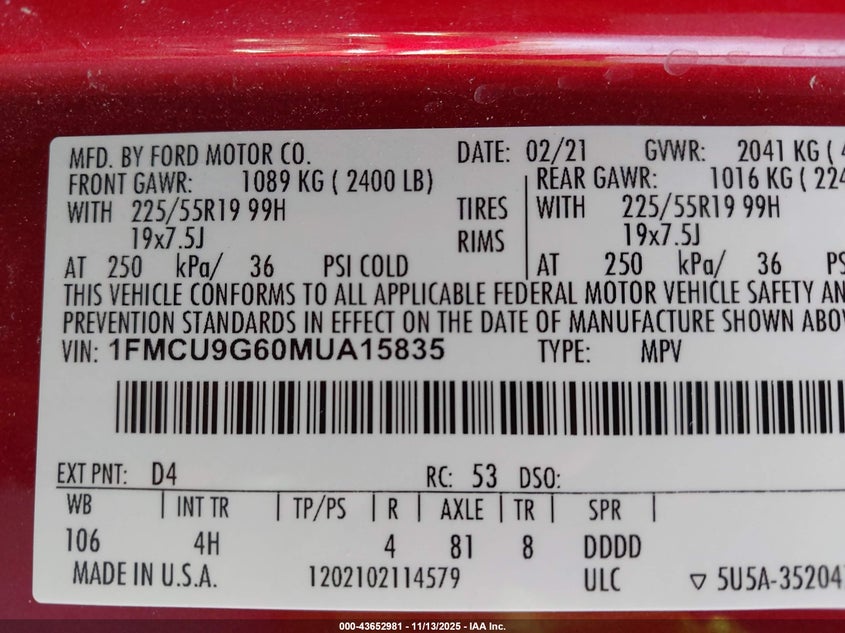 MFD. BY FORD MOTOR CO. DATE: 02/21 GVWR: 2041 KG ( 4
FRONT GAWR: 1089 KG ( 2400 LB) REAR GAWR: 1016 KG ( 224
WITH 225/55R19 99H TIRES WITH 225/55R19 99H
19x7.5J RIMS 19x7.5J
AT 250 kPa/ 36 PSI COLD AT 250 kPa/ 36 PS
THIS VEHICLE CONFORMS TO ALL APPLICABLE FEDERAL MOTOR VEHICLE SAFETY AN
PREVENTION STANDARDS IN EFFECT ON THE DATE OF MANUFACTURE SHOWN ABOV
VIN: 1FMCU9G60MUA15835 TYPE: MPV
EXT PNT: D4 RC: 53 DSO:
WB INT TR TP/PS R AXLE TR SPR
106 4H 4 81 8 DDDD
MADE IN U.S.A. 1202102114579 ULC ▽ 5U5A-35204
000-43652981 - 11/13/2025 - IAA Inc.